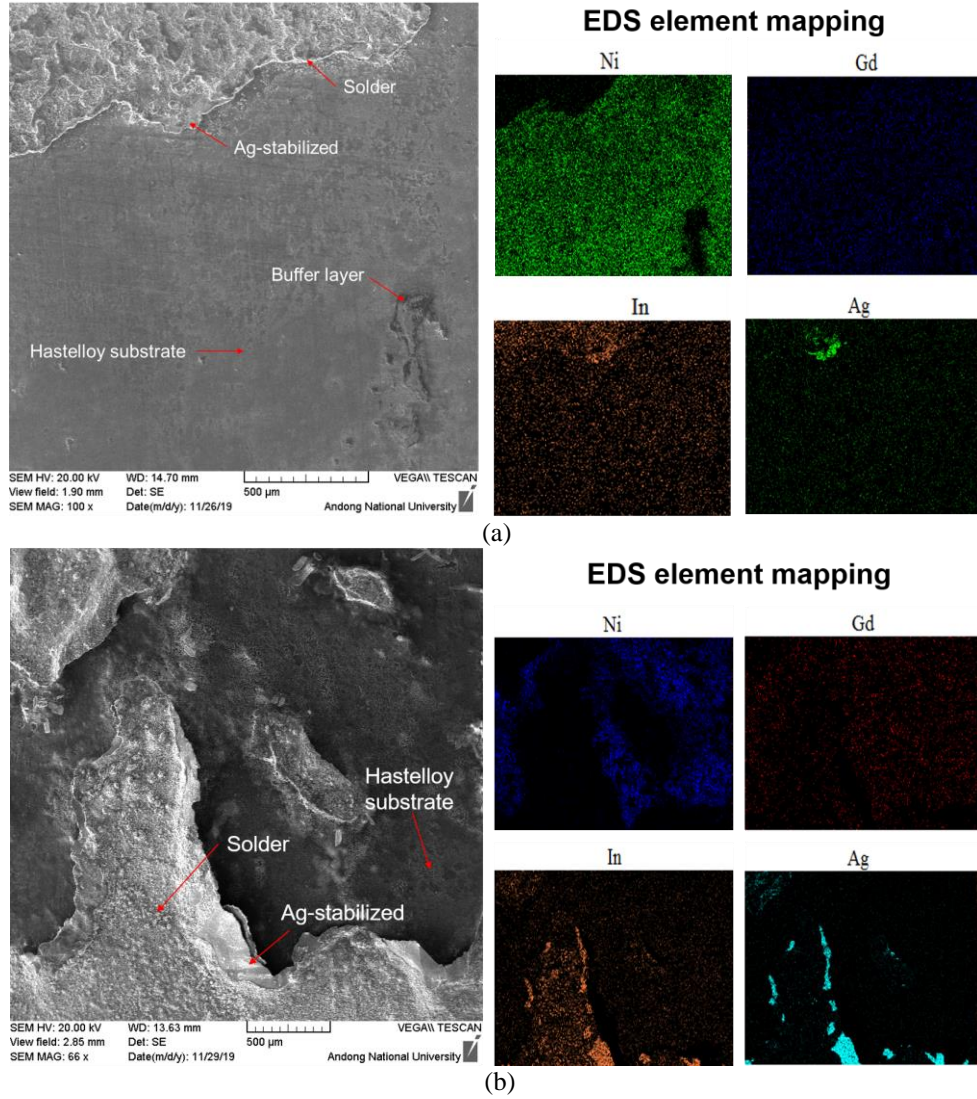 EDS element mapping
Ni
Gd
Solder
Ag-stabilized
In
Ag
Buffer layer
Hastelloy substrate
SEM HV: 20.00 kV WD: 14.70 mm VEGA\\ TESCAN
View field: 1.90 mm Det: SE 500 µm
SEM MAG: 100 x Date(m/d/y): 11/26/19 Andong National University
(a)
EDS element mapping
Ni
Gd
Hastelloy
substrate
Solder
In
Ag
Ag-stabilized
SEM HV: 20.00 kV WD: 13.63 mm VEGA\\ TESCAN
View field: 2.85 mm Det: SE 500 µm
SEM MAG: 66 x Date(m/d/y): 11/29/19 Andong National University
(b)